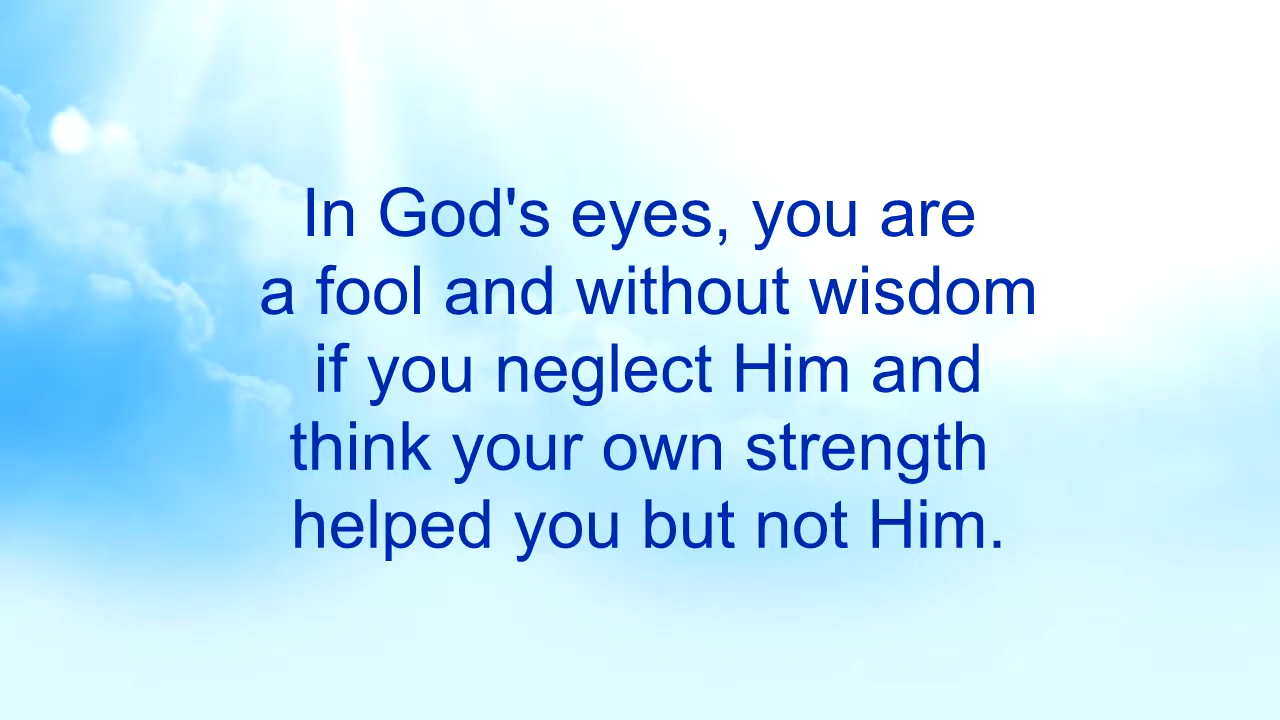 In God's eyes, you are
a fool and without wisdom
if you neglect Him and
think your own strength
helped you but not Him.